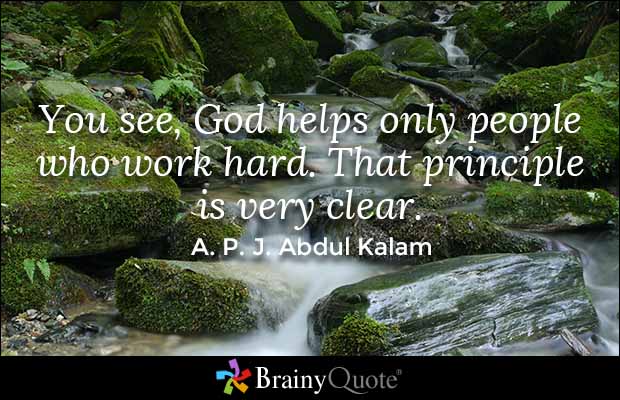 You see, God helps only people
who work hard. That principle
is very clear.
A. P. J. Abdul Kalam
BrainyQuote®